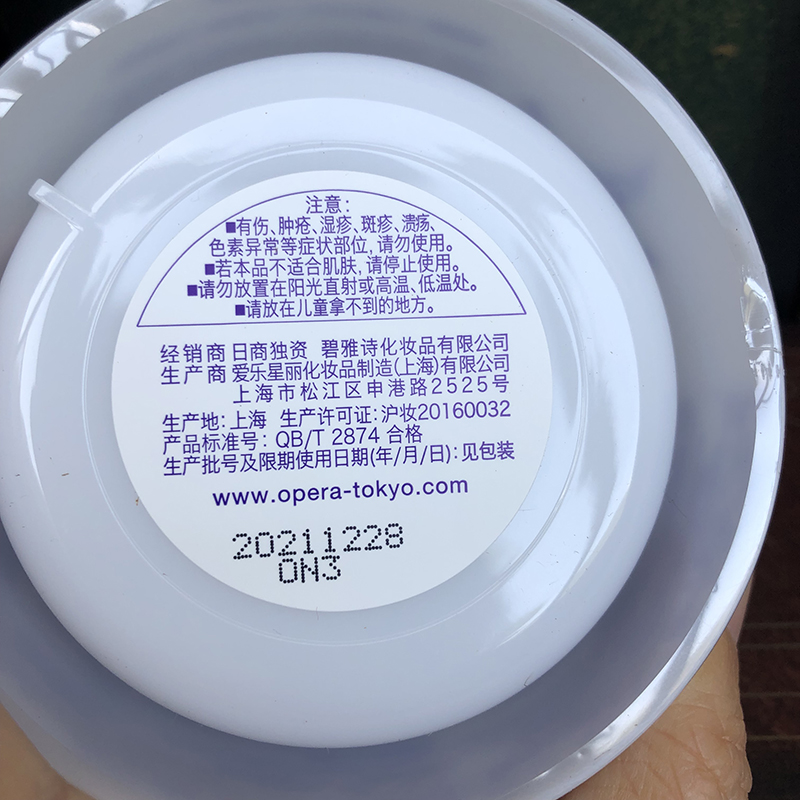 注意：
■有伤、肿疮、湿疹、斑疹、溃疡、
色素异常等症状部位，请勿使用。
■若本品不适合肌肤，请停止使用。
■请勿放置在阳光直射或高温、低温处。
■请放在儿童拿不到的地方。
经销商 日商独资 碧雅诗化妆品有限公司
生产商 爱乐星丽化妆品制造(上海)有限公司
上海市松江区申港路2525号
生产地：上海 生产许可证：沪妆20160032
产品标准号：QB/T 2874 合格
生产批号及限期使用日期(年/月/日)：见包装
www.opera-tokyo.com
20211228
0N3